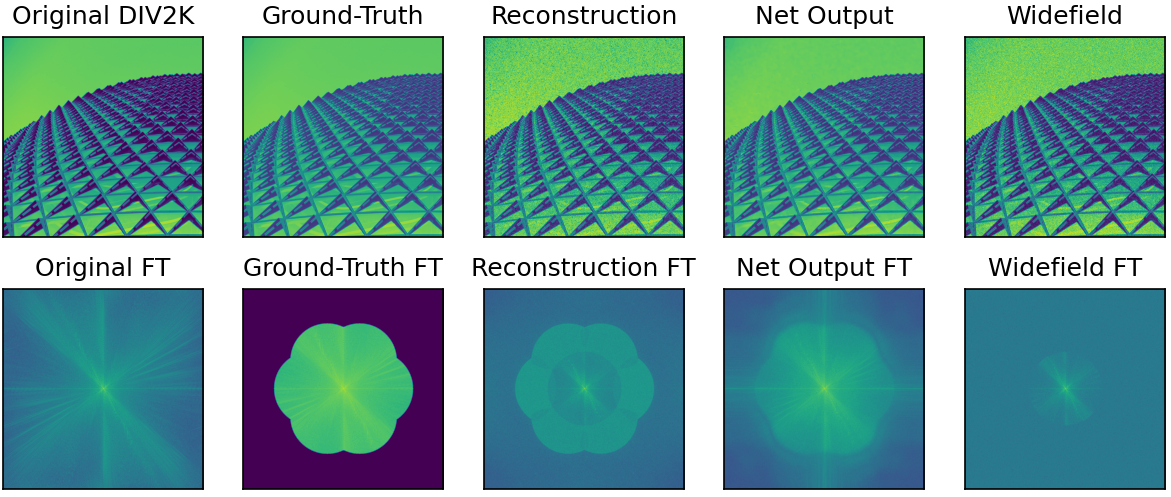 Original DIV2K
Ground-Truth
Reconstruction
Net Output
Widefield
Original FT
Ground-Truth FT
Reconstruction FT
Net Output FT
Widefield FT